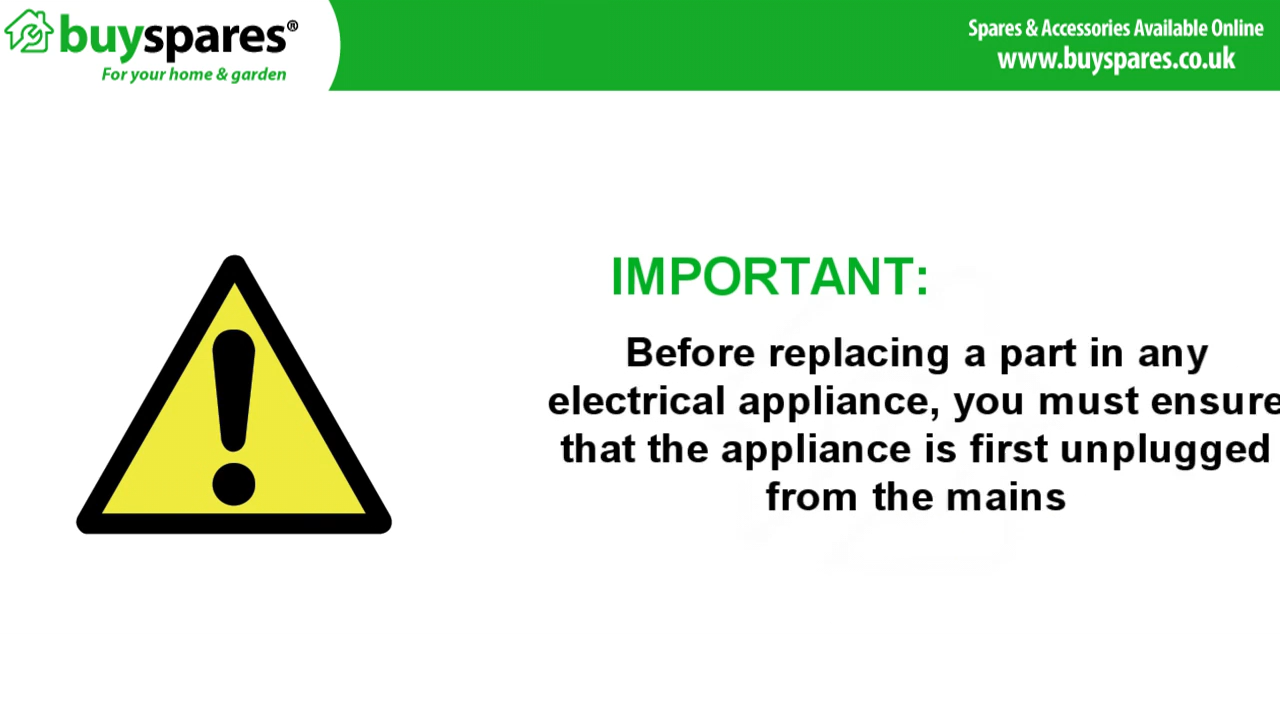 buyspares®
For your home & garden
Spares & Accessories Available Online
www.buyspares.co.uk
IMPORTANT:
Before replacing a part in any
electrical appliance, you must ensure
that the appliance is first unplugged
from the mains